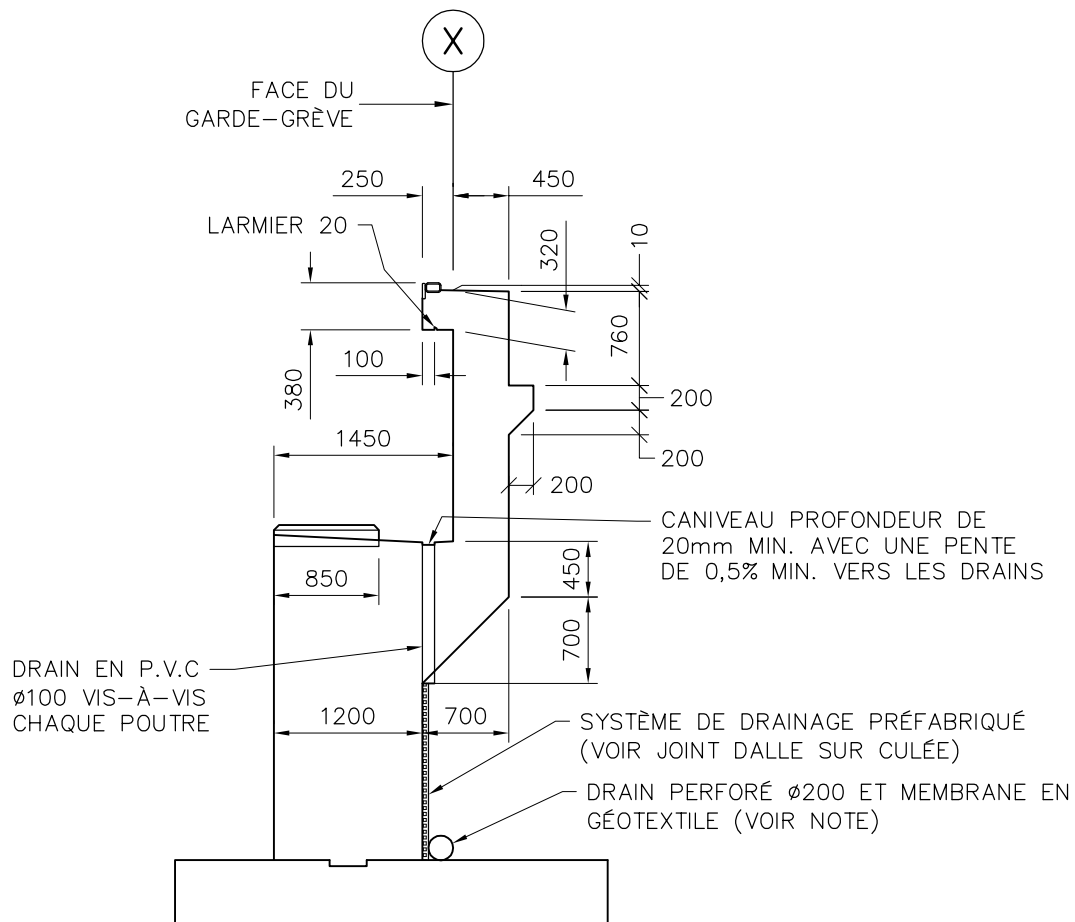 X
FACE DU
GARDE-GRÈVE
250
450
LARMIER 20
320
10
760
380
100
200
200
1450
200
CANIVEAU PROFONDEUR DE
20mm MIN. AVEC UNE PENTE
DE 0,5% MIN. VERS LES DRAINS
450
850
700
DRAIN EN P.V.C
ø100 VIS-À-VIS
CHAQUE POUTRE
1200
700
SYSTÈME DE DRAINAGE PRÉFABRIQUÉ
(VOIR JOINT DALLE SUR CULÉE)
DRAIN PERFORÉ ø200 ET MEMBRANE EN
GÉOTEXTILE (VOIR NOTE)